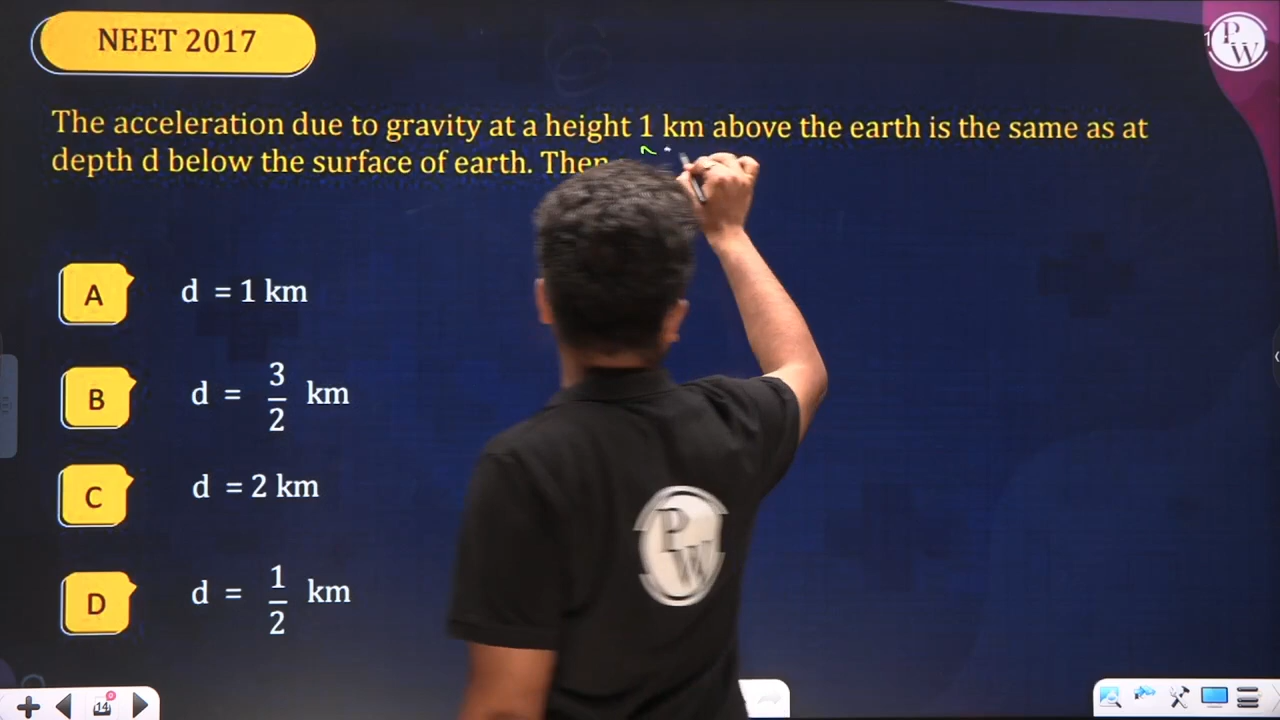 NEET 2017
P
W
The acceleration due to gravity at a height 1 km above the earth is the same as at
depth d below the surface of earth. Then
A
d = 1 km
B
d = 3/2 km
C
d = 2 km
D
d = 1/2 km
P
W
14